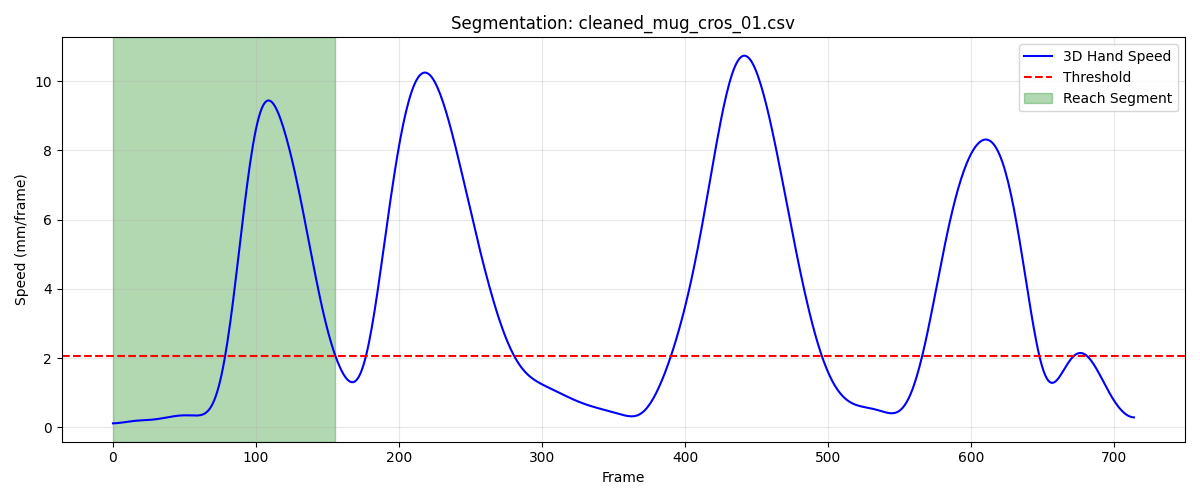 Segmentation: cleaned_mug_cros_01.csv
3D Hand Speed
Threshold
Reach Segment
Speed (mm/frame)
10
8
6
4
2
0
0 100 200 300 400 500 600 700
Frame